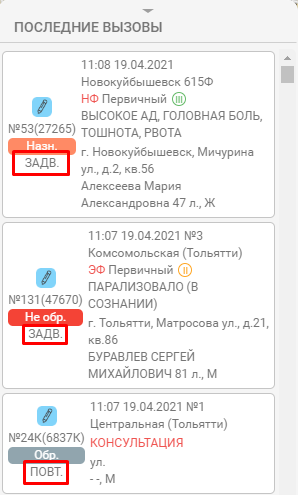 ПОСЛЕДНИЕ ВЫЗОВЫ
11:08 19.04.2021
Новокуйбышевск 615Ф
НФ Первичный III
ВЫСОКОЕ АД, ГОЛОВНАЯ БОЛЬ,
ТОШНОТА, РВОТА
№53(27265)
Назн.
ЗАДВ.
г. Новокуйбышевск, Мичурина
ул., д.2, кв.56
Алексеева Мария
Александровна 47 л., Ж
11:07 19.04.2021 №3
Комсомольская (Тольятти)
ЭФ Первичный II
ПАРАЛИЗОВАЛО (В
СОЗНАНИИ)
№131(47670)
Не обр.
ЗАДВ.
г. Тольятти, Матросова ул., д.21,
кв.86
БУРАВЛЕВ СЕРГЕЙ
МИХАЙЛОВИЧ 81 л., М
11:07 19.04.2021 №1
Центральная (Тольятти)
№24К(6837К)
Обр.
ПОВТ.
КОНСУЛЬТАЦИЯ
ул.
- -, М